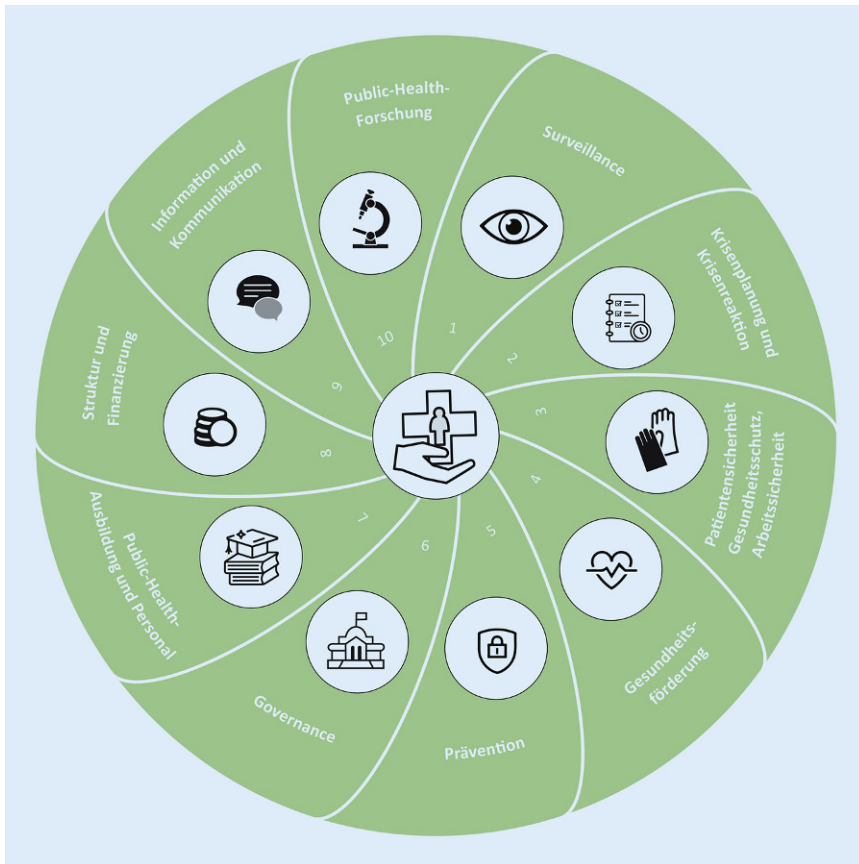 1
Surveillance
2
Krisenplanung und
Krisenreaktion
3
Patientensicherheit
Gesundheitsschutz,
Arbeitssicherheit
4
Gesundheits-
förderung
5
Prävention
6
Governance
7
Public-Health-
Ausbildung und Personal
8
Struktur und
Finanzierung
9
Information und
Kommunikation
10
Public-Health-
Forschung